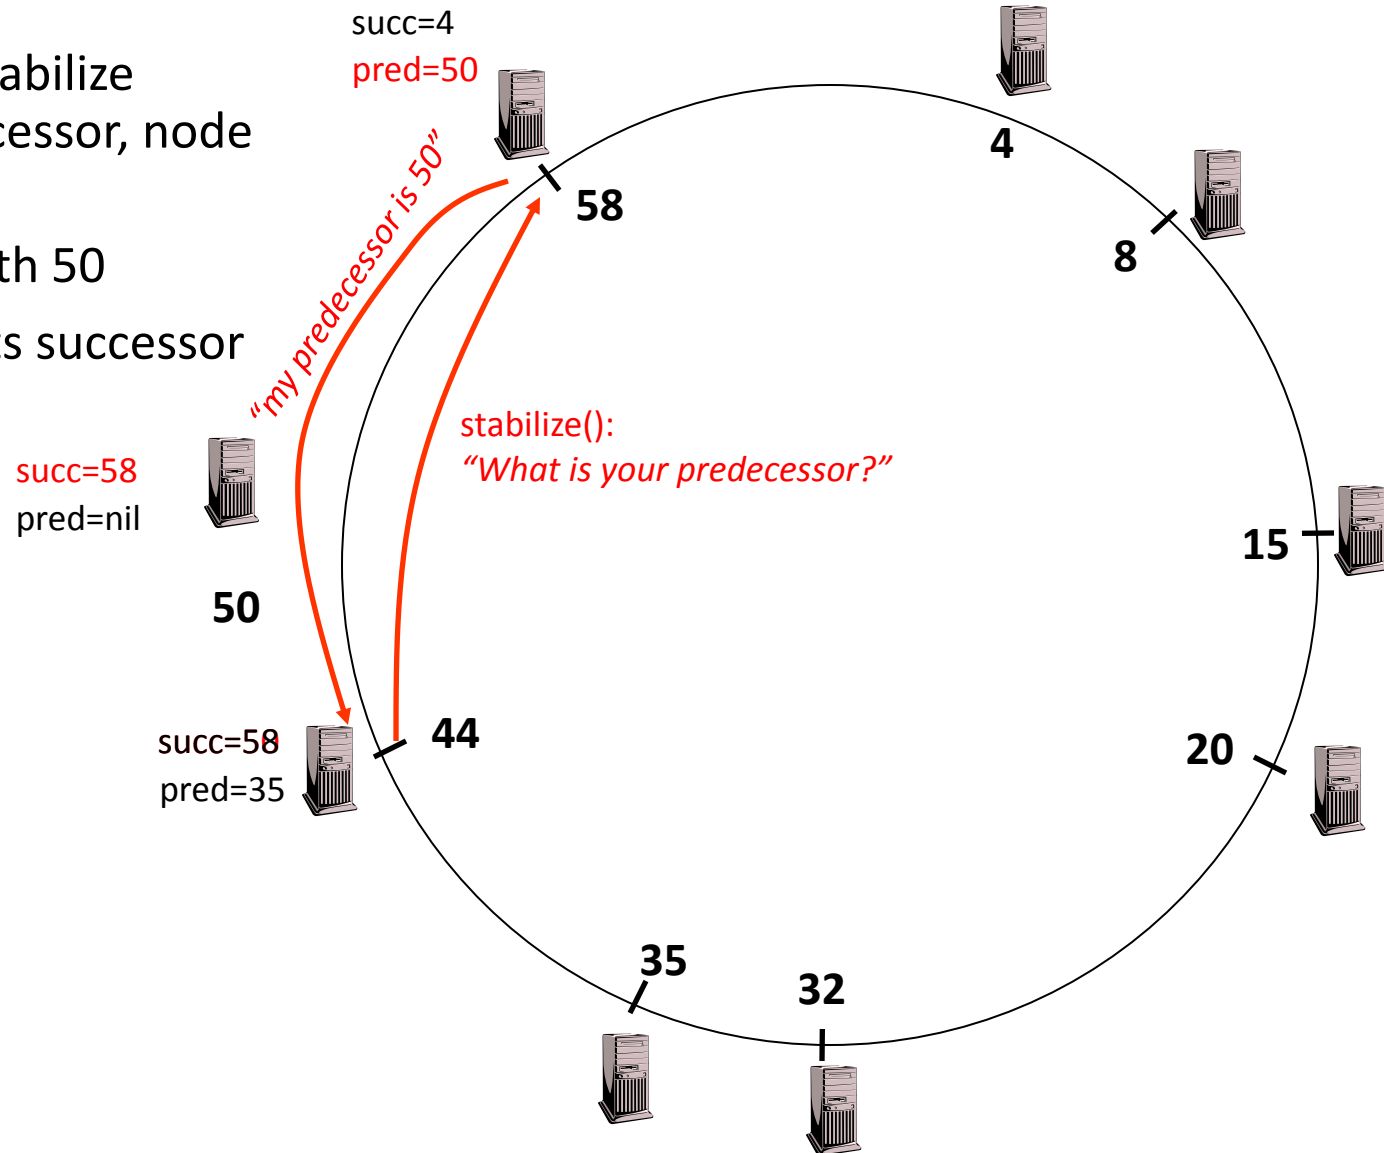 abilize
cessor, node
th 50
ts successor
succ=4
pred=50
"my predecessor is 50"
stabilize():
"What is your predecessor?"
succ=58
pred=nil
50
succ=58
pred=35
58
4
8
15
20
44
35
32